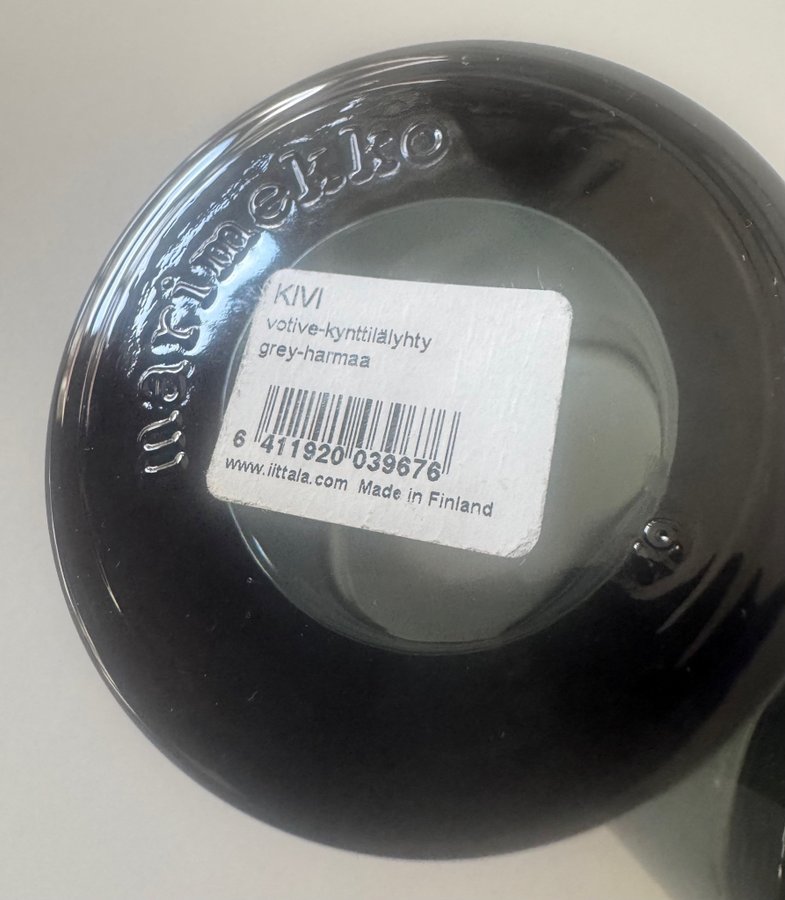 marimekko
KIVI
votive-kynttilälyhty
grey-harmaa
6 411920 039676
www.iittala.com Made in Finland